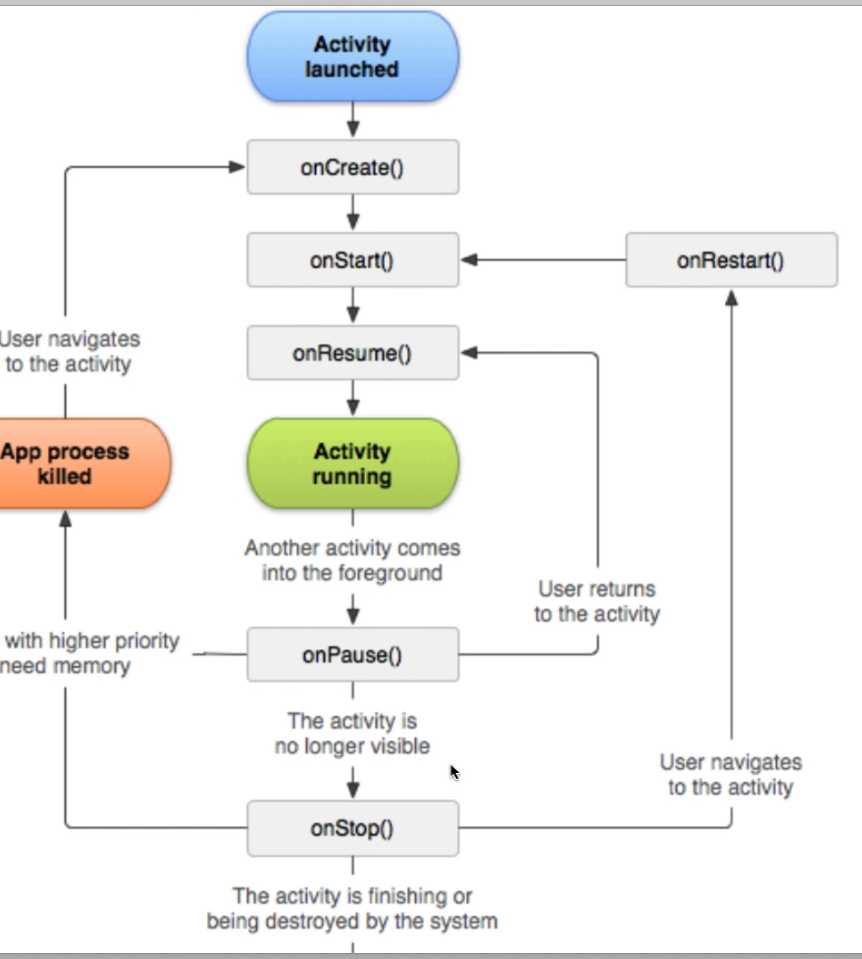 Activity
launched
onCreate()
onStart()
onRestart()
User navigates
to the activity
onResume()
App process
killed
Activity
running
Another activity comes
into the foreground
User returns
to the activity
with higher priority
need memory
onPause()
The activity is
no longer visible
User navigates
to the activity
onStop()
The activity is finishing or
being destroyed by the system